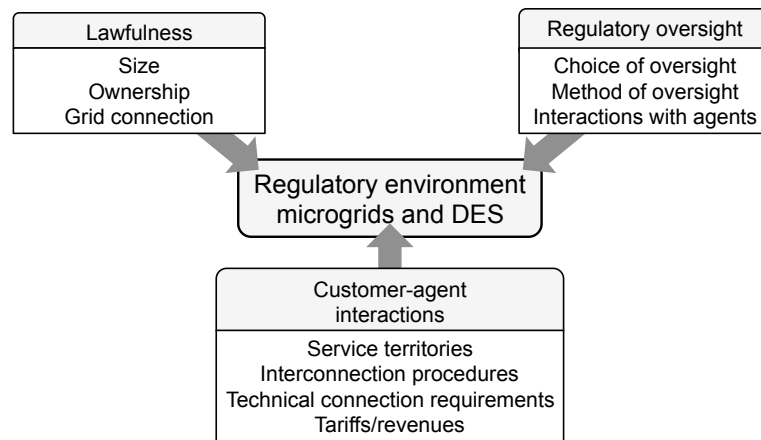 Lawfulness
Size
Ownership
Grid connection
Regulatory oversight
Choice of oversight
Method of oversight
Interactions with agents
Regulatory environment
microgrids and DES
Customer-agent
interactions
Service territories
Interconnection procedures
Technical connection requirements
Tariffs/revenues